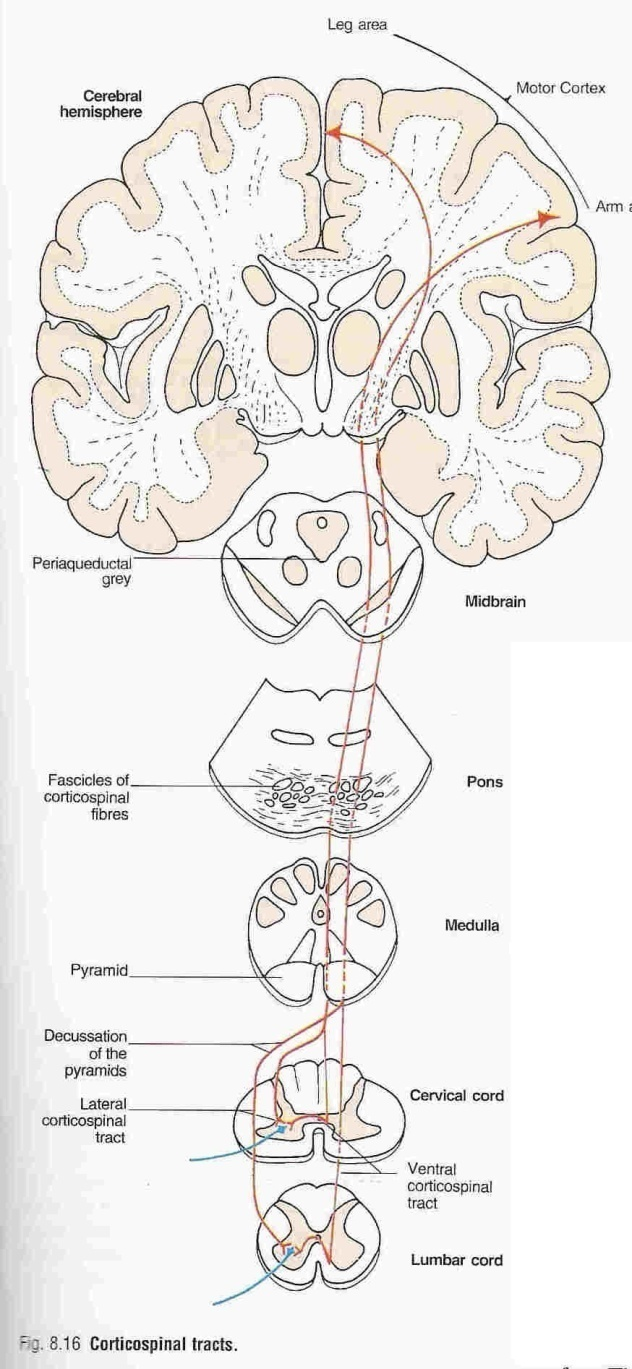 Leg area
Motor Cortex
Cerebral
hemisphere
Arm a
Periaqueductal
grey
Midbrain
Fascicles of
corticospinal
fibres
Pons
Medulla
Pyramid
Decussation
of the
pyramids
Cervical cord
Lateral
corticospinal
tract
Ventral
corticospinal
tract
Lumbar cord
Fig. 8.16 Corticospinal tracts.